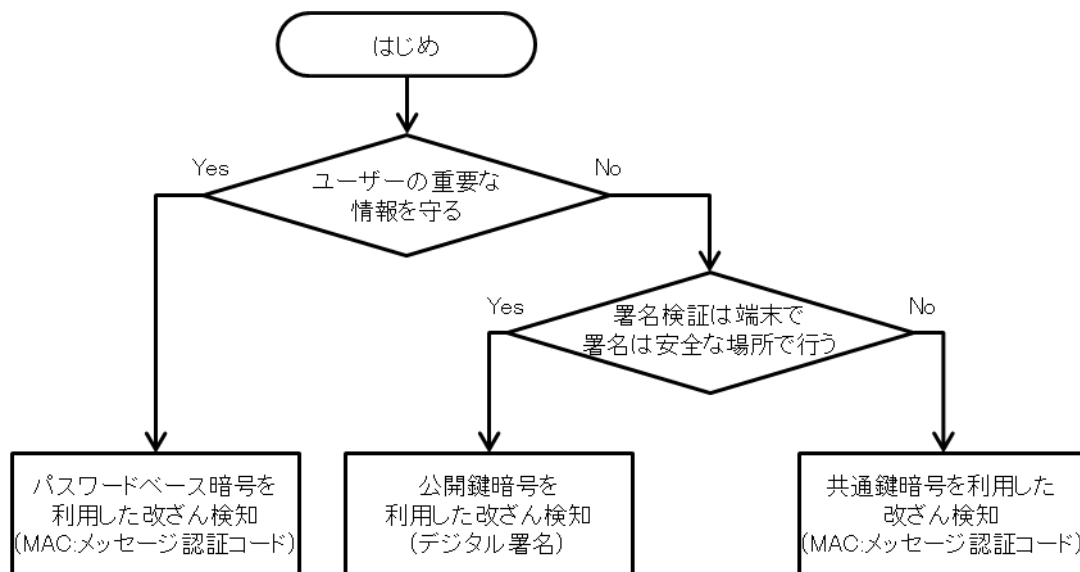 はじめ
Yes
No
ユーザーの重要な
情報を守る
Yes
No
署名検証は端末で
署名は安全な場所で行う
パスワードベース暗号を
利用した改ざん検知
(MAC:メッセージ認証コード)
公開鍵暗号を
利用した改ざん検知
(デジタル署名)
共通鍵暗号を利用した
改ざん検知
(MAC:メッセージ認証コード)